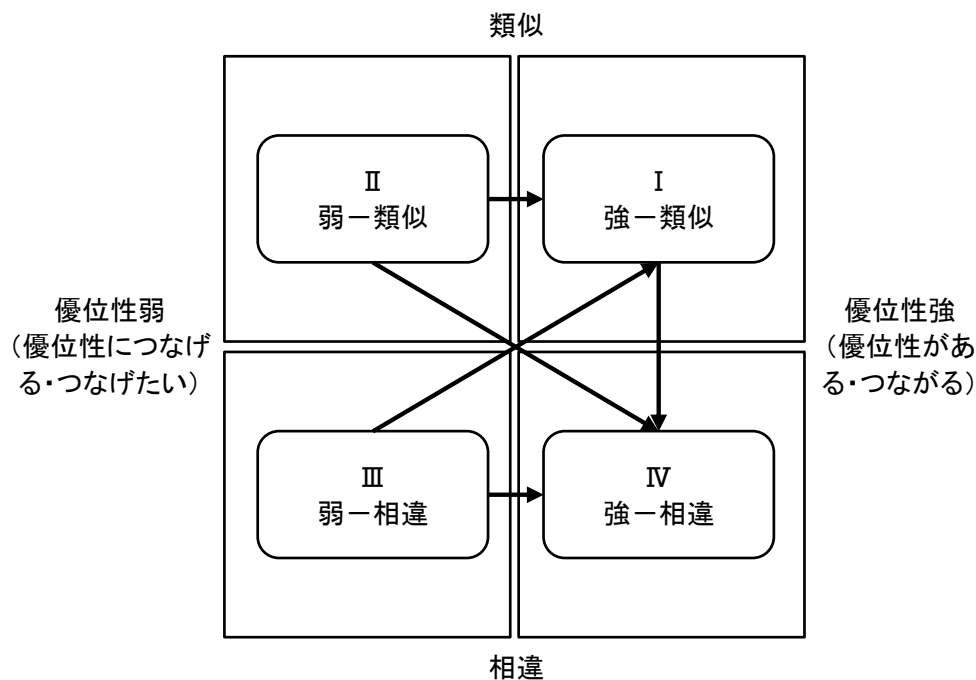 類似
Ⅱ
弱－類似
Ⅰ
強－類似
優位性弱
（優位性につなげ
る・つなげたい）
優位性強
（優位性があ
る・つながる）
Ⅲ
弱－相違
Ⅳ
強－相違
相違